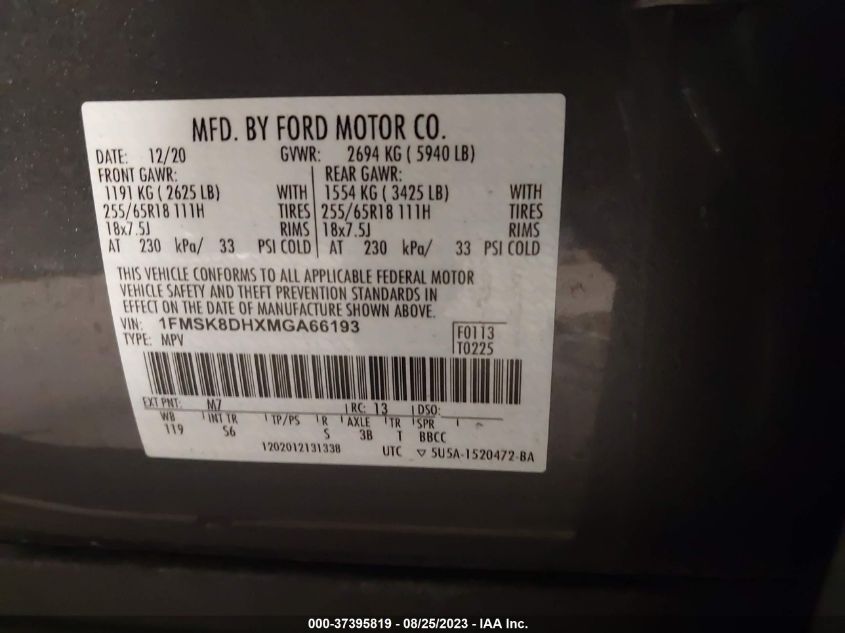 MFD. BY FORD MOTOR CO.
DATE: 12/20 GVWR: 2694 KG ( 5940 LB)
FRONT GAWR: REAR GAWR:
1191 KG ( 2625 LB) WITH 1554 KG ( 3425 LB) WITH
255/65R18 111H TIRES 255/65R18 111H TIRES
18x7.5J RIMS 18x7.5J RIMS
AT 230 kPa/ 33 PSI COLD AT 230 kPa/ 33 PSI COLD
THIS VEHICLE CONFORMS TO ALL APPLICABLE FEDERAL MOTOR
VEHICLE SAFETY AND THEFT PREVENTION STANDARDS IN
EFFECT ON THE DATE OF MANUFACTURE SHOWN ABOVE.
VIN: 1FMSK8DHXMGA66193 F0113
TYPE: MPV T0225
EXT PNT: M7 RC: 13 DSO:
WB INT TR TP/PS R AXLE TR SPR
119 S6 S 3B T BBCC
1202012131338 UTC ▽ 5U5A-1520472-BA
000-37395819 / 08/25/2023 - IAA Inc.